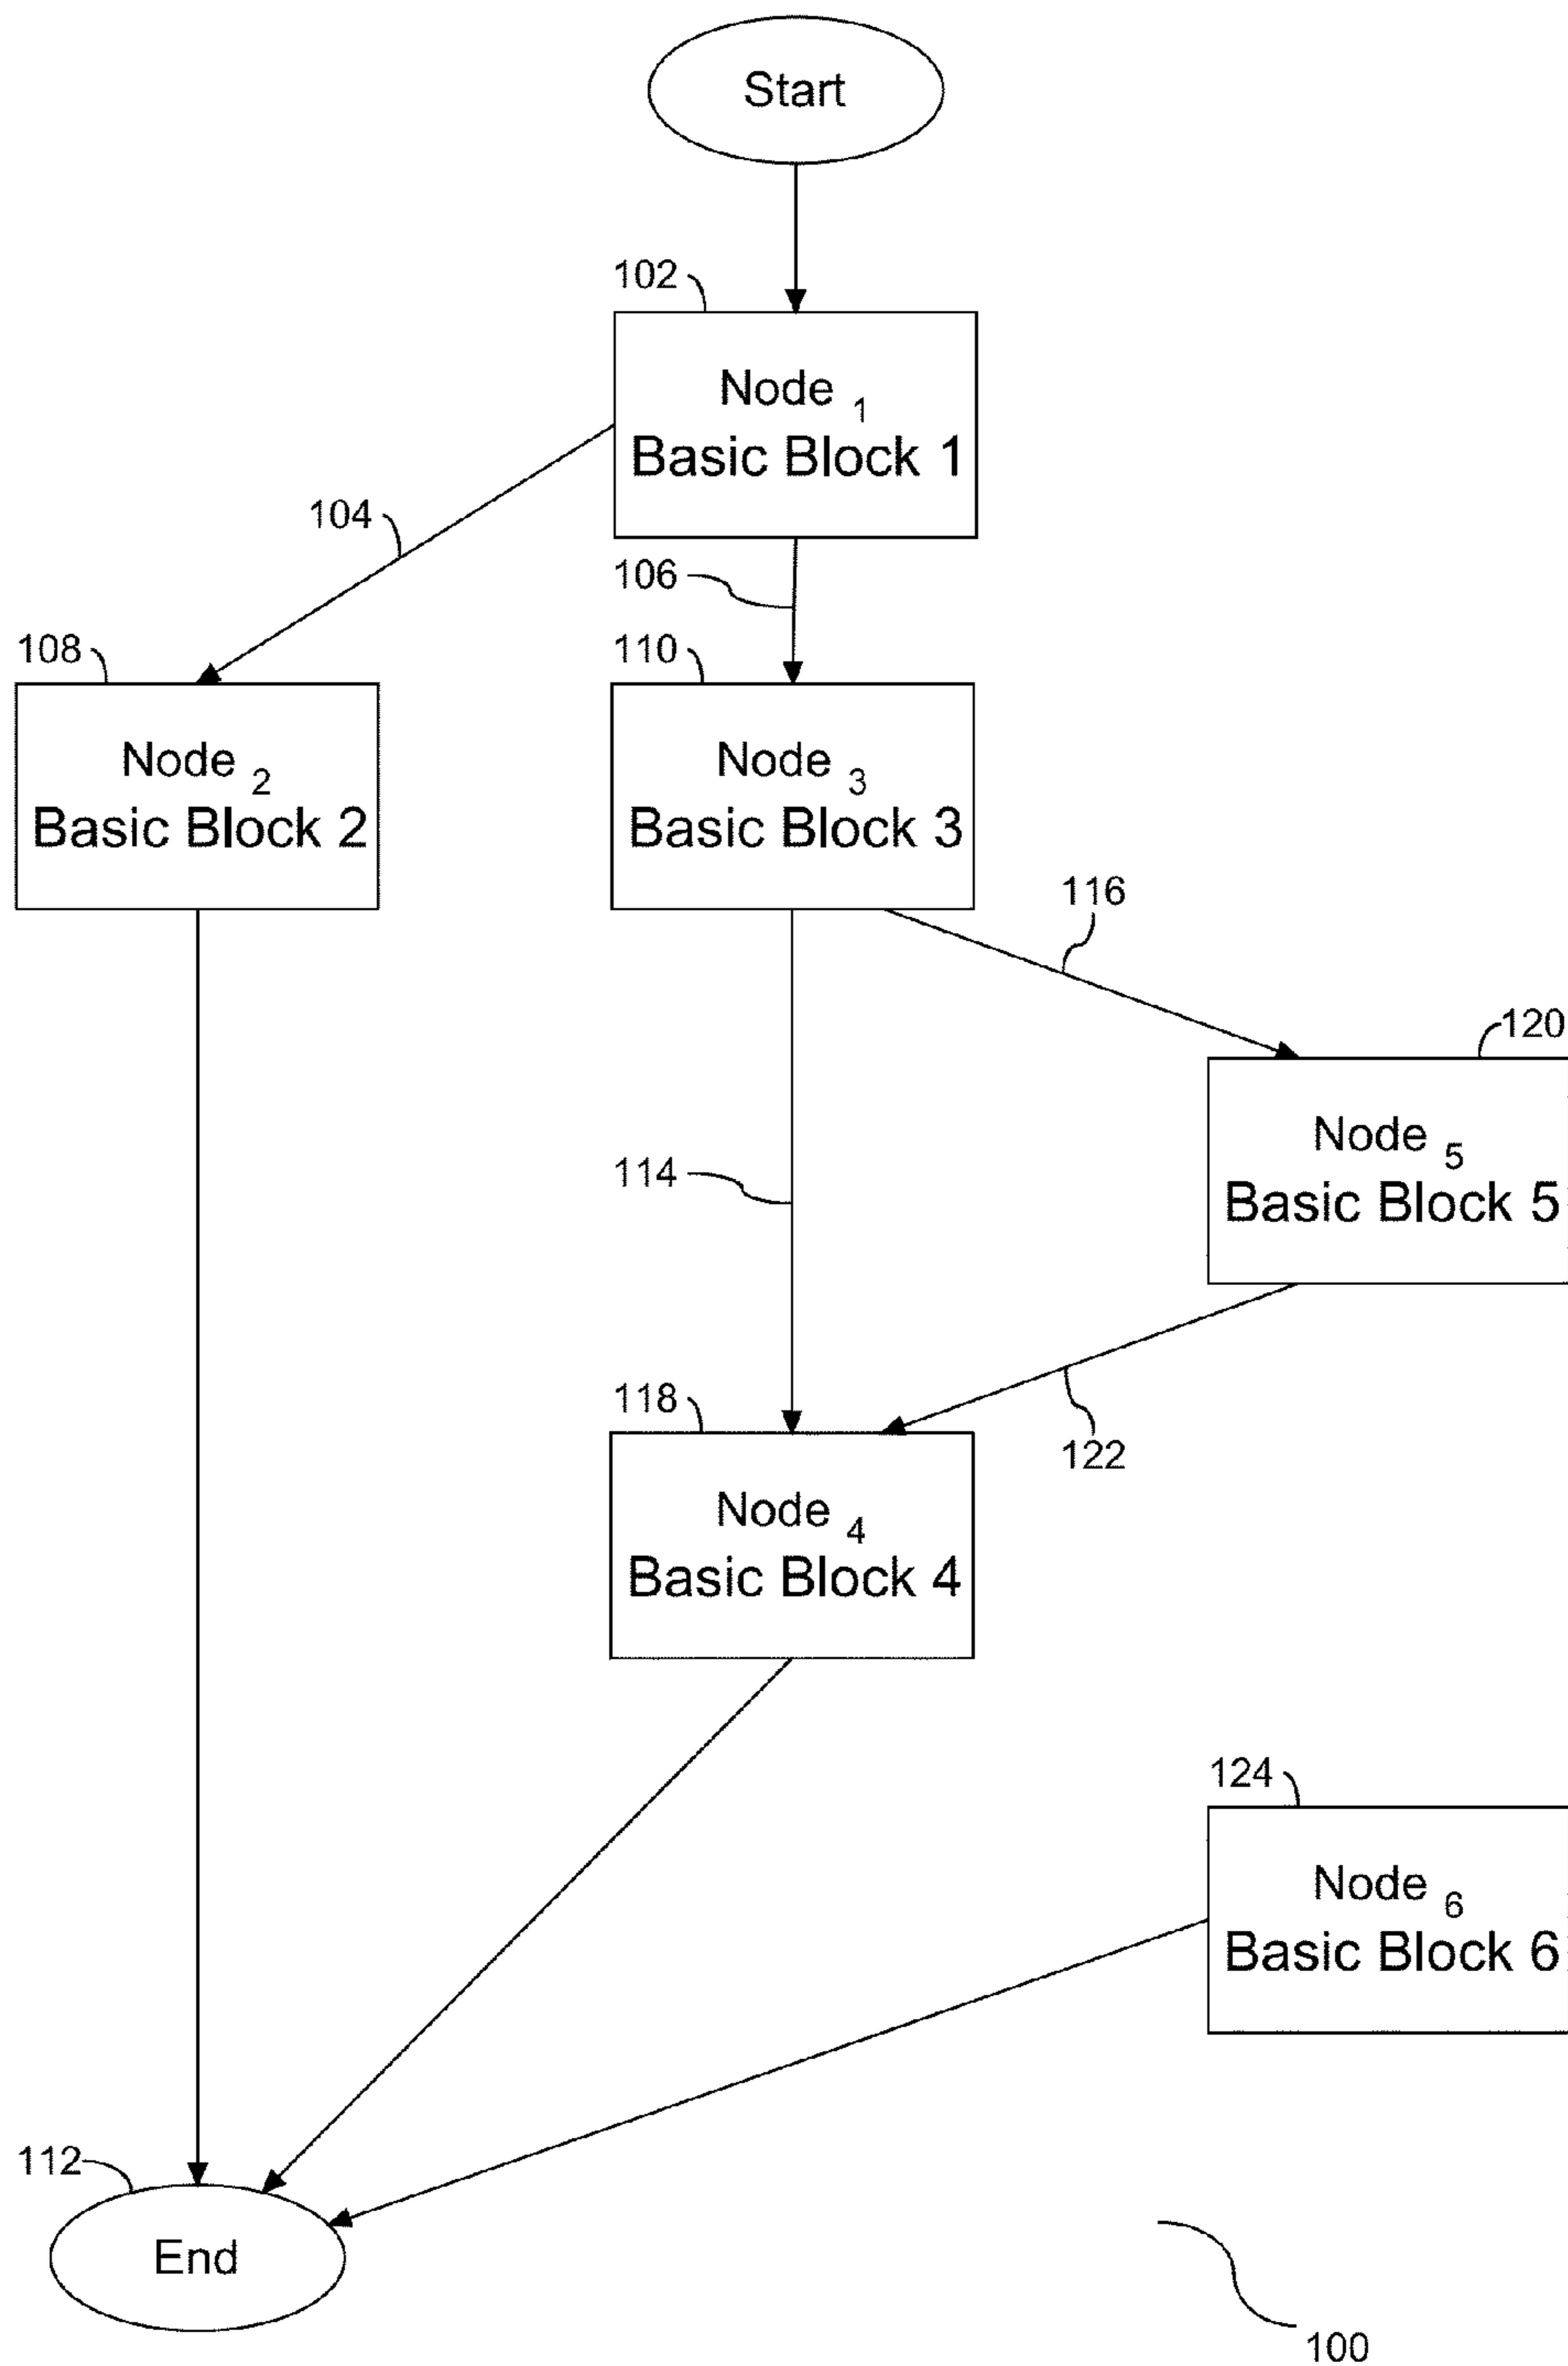 Start
102
Node 1
Basic Block 1
104
106
108
110
Node 2
Basic Block 2
Node 3
Basic Block 3
116
120
Node 5
Basic Block 5
114
118
122
Node 4
Basic Block 4
124
Node 6
Basic Block 6
112
End
100